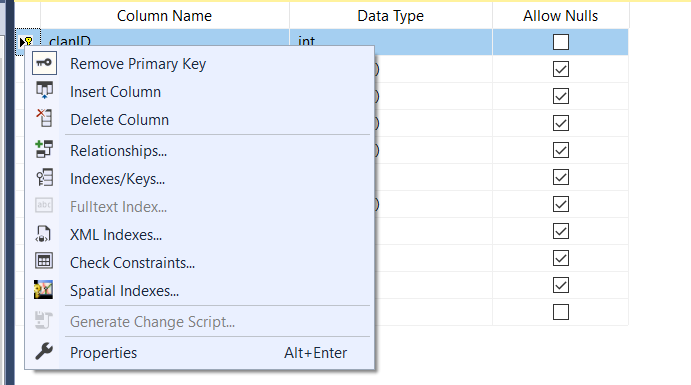 Column Name Data Type Allow Nulls
clanID int
Remove Primary Key
Insert Column
Delete Column
Relationships...
Indexes/Keys...
abc Fulltext Index...
XML Indexes...
Check Constraints...
Spatial Indexes...
Generate Change Script...
Properties Alt+Enter